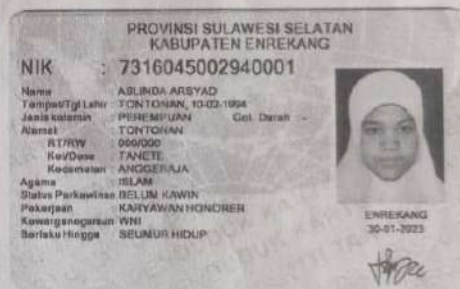 PROVINSI SULAWESI SELATAN
KABUPATEN ENREKANG
NIK : 7316045002940001
Nama : ASLINDA ARSYAD
Tempat/Tgl Lahir : TONTONAN, 10-02-1994
Jenis kelamin : PEREMPUAN Gol. Darah : -
Alamat : TONTONAN
RT/RW : 000/000
Kel/Desa : TANETE
Kecamatan : ANGGERAJA
Agama : ISLAM
Status Perkawinan: BELUM KAWIN
Pekerjaan : KARYAWAN HONORER
Kewarganegaraan: WNI
Berlaku Hingga : SEUMUR HIDUP
ENREKANG
30-01-2023